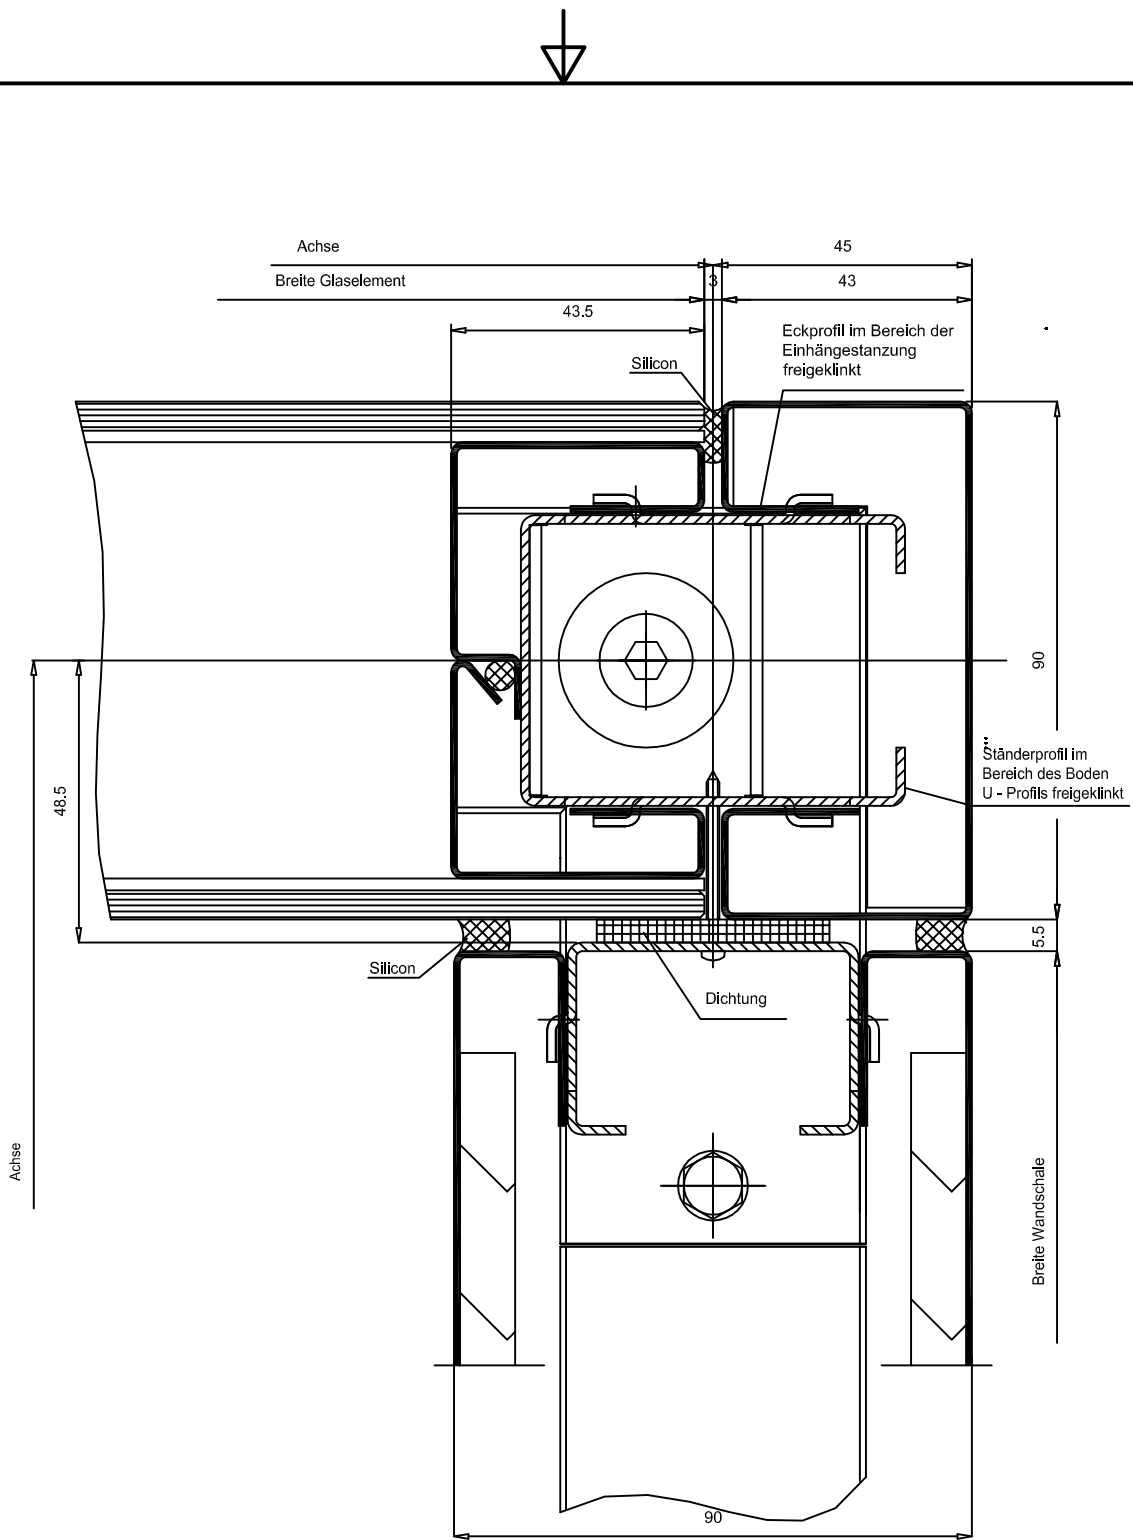 Achse
45
Breite Glaselement
3
43
43.5
Eckprofil im Bereich der
Einhängestanzung
freigeklinkt
Silicon
90
Ständerprofil im
Bereich des Boden
U - Profils freigeklinkt
48.5
5.5
Silicon
Dichtung
Achse
Breite Wandschale
90